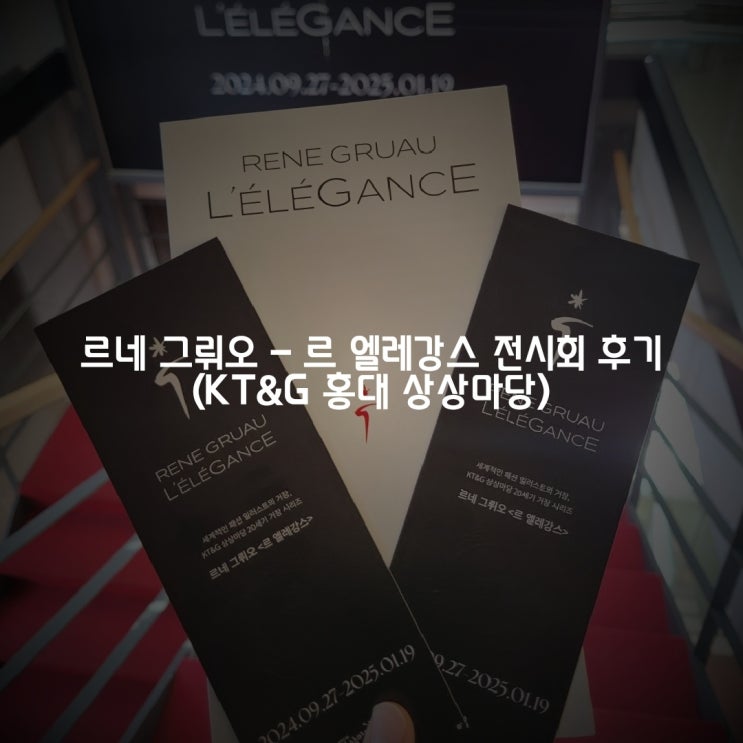 L'ÉLÉGANCE
2024.09.27-2025.01.19
RENE GRUAU
L'ÉLÉGANCE
르네 그뤼오 - 르 엘레강스 전시회 후기
(KT&G 홍대 상상마당)
RENE GRUAU
L'ÉLÉGANCE
세계적인 패션 일러스트의 거장,
KT&G 상상마당 20세기 거장 시리즈
르네 그뤼오 <르 엘레강스>
2024.09.27-2025.01.19
GRUAU
L'ÉLÉGANCE
세계적인 패션 일러스트의 거장,
KT&G 상상마당 20세기 거장 시리즈
르네 그뤼오 <르 엘레강스>
09.27-2025.01.19